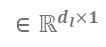 ∈ ℝ^{d_l×1}